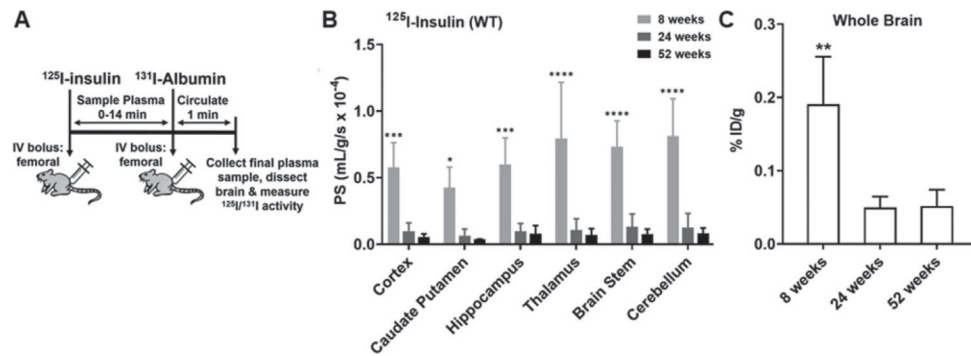 A
¹²⁵I-insulin ¹³¹I-Albumin
Sample Plasma
0-14 min
Circulate
1 min
IV bolus:
femoral
IV bolus:
femoral
Collect final plasma
sample, dissect
brain & measure
¹²⁵I/¹³¹I activity
B
¹²⁵I-Insulin (WT)
8 weeks
24 weeks
52 weeks
PS (mL/g/s x 10⁻⁴)
1.5
1.0
0.5
0.0
***
*
***
****
****
****
Cortex
Caudate Putamen
Hippocampus
Thalamus
Brain Stem
Cerebellum
C
Whole Brain
% ID/g
0.3
0.2
0.1
0.0
**
8 weeks
24 weeks
52 weeks